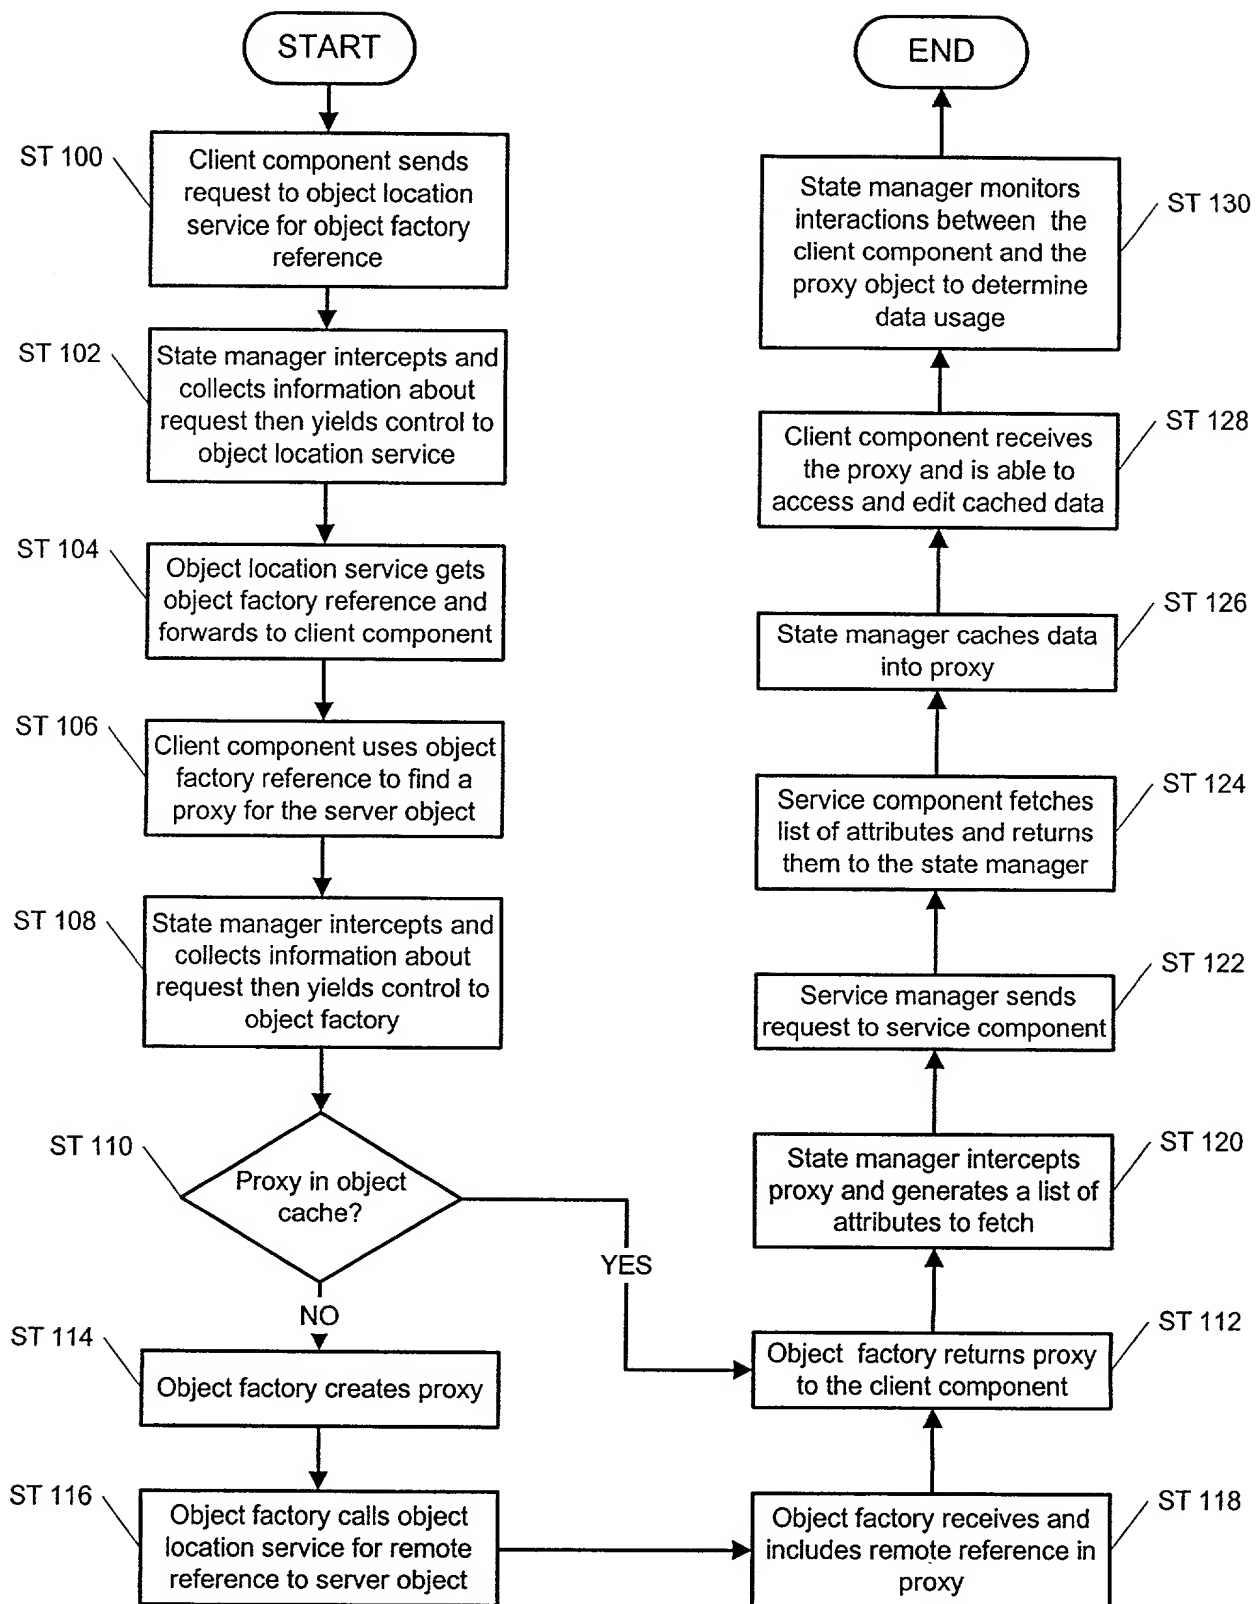 START
ST 100
Client component sends
request to object location
service for object factory
reference
ST 102
State manager intercepts and
collects information about
request then yields control to
object location service
ST 104
Object location service gets
object factory reference and
forwards to client component
ST 106
Client component uses object
factory reference to find a
proxy for the server object
ST 108
State manager intercepts and
collects information about
request then yields control to
object factory
ST 110
Proxy in object
cache?
YES
NO
ST 114
Object factory creates proxy
ST 116
Object factory calls object
location service for remote
reference to server object
ST 118
Object factory receives and
includes remote reference in
proxy
ST 112
Object factory returns proxy
to the client component
ST 120
State manager intercepts
proxy and generates a list of
attributes to fetch
ST 122
Service manager sends
request to service component
ST 124
Service component fetches
list of attributes and returns
them to the state manager
ST 126
State manager caches data
into proxy
ST 128
Client component receives
the proxy and is able to
access and edit cached data
ST 130
State manager monitors
interactions between the
client component and the
proxy object to determine
data usage
END